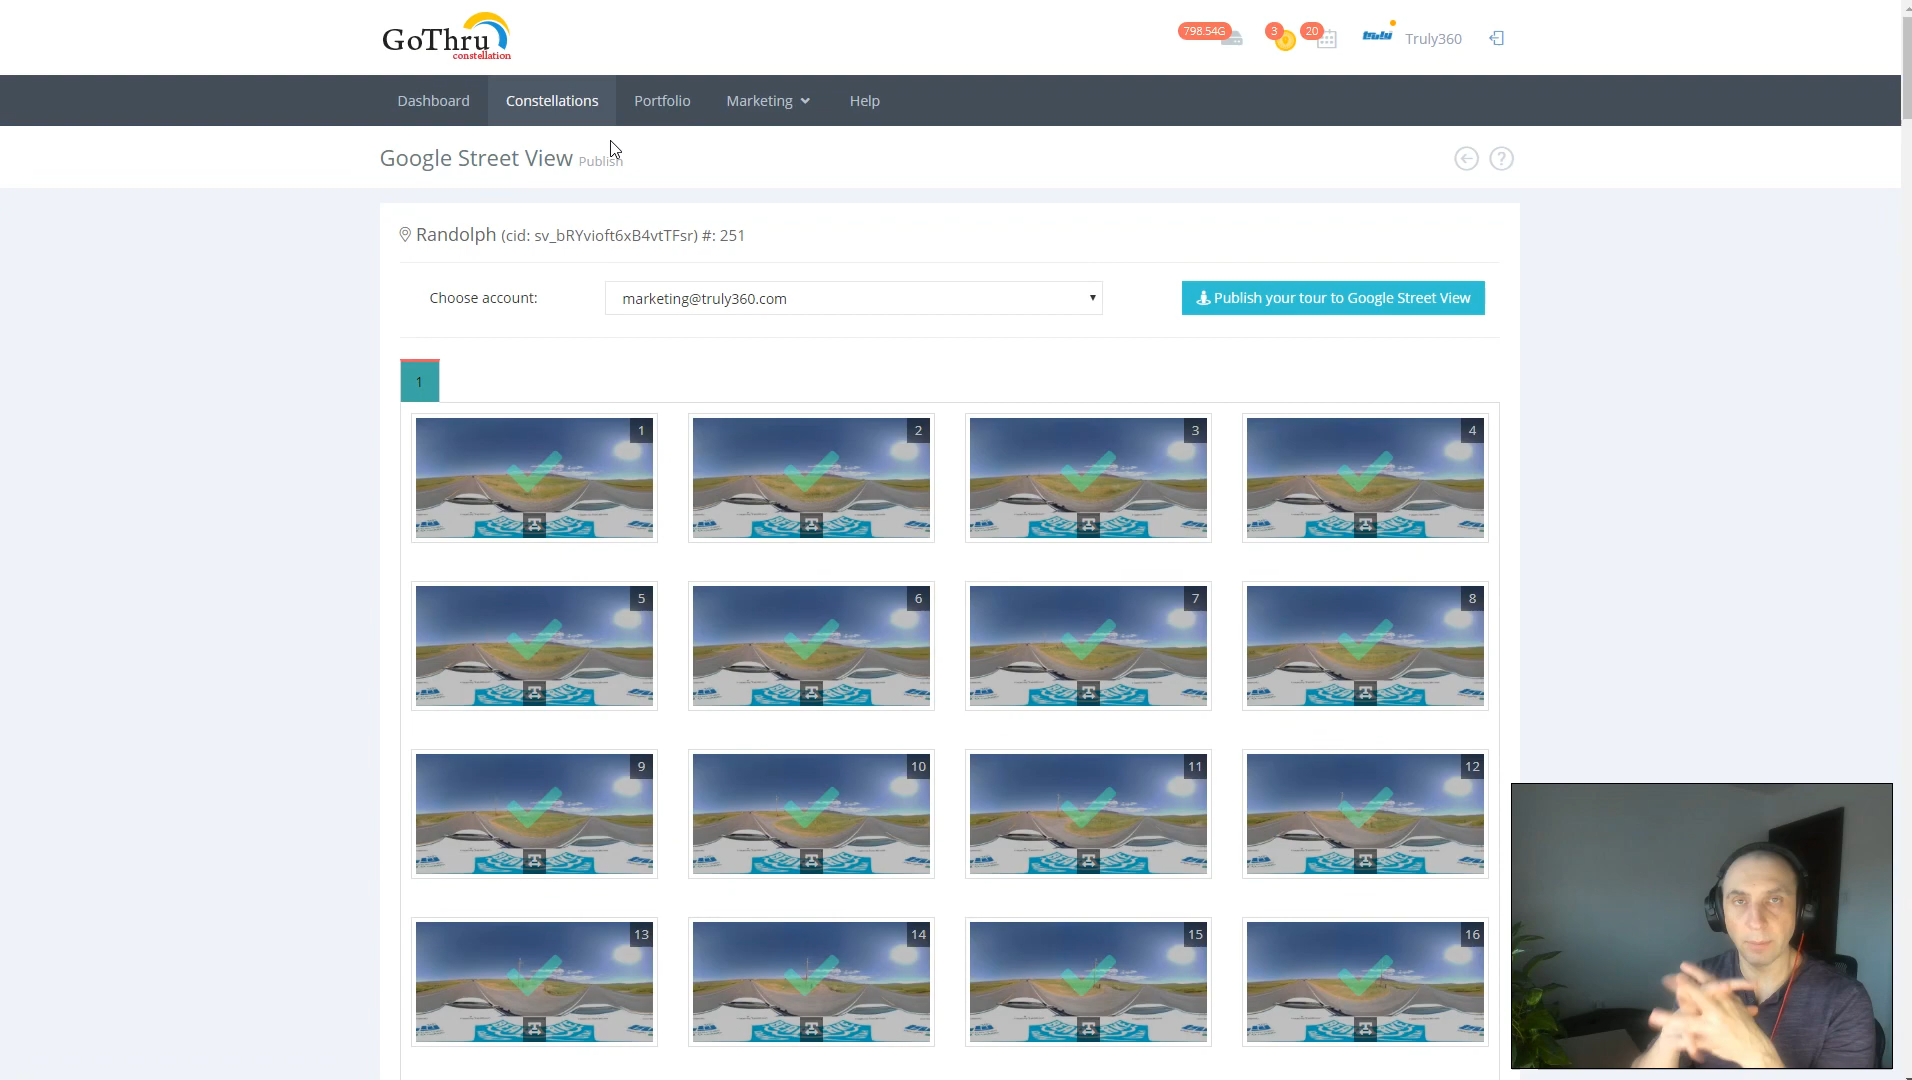 GoThru
constellation
798.54G
3
20
truly
Truly360
Dashboard
Constellations
Portfolio
Marketing
Help
Google Street View Publish
Randolph (cid: sv_bRYvioft6xB4vtTFsr) #: 251
Choose account:
marketing@truly360.com
Publish your tour to Google Street View
1
1
2
3
4
5
6
7
8
9
10
11
12
13
14
15
16